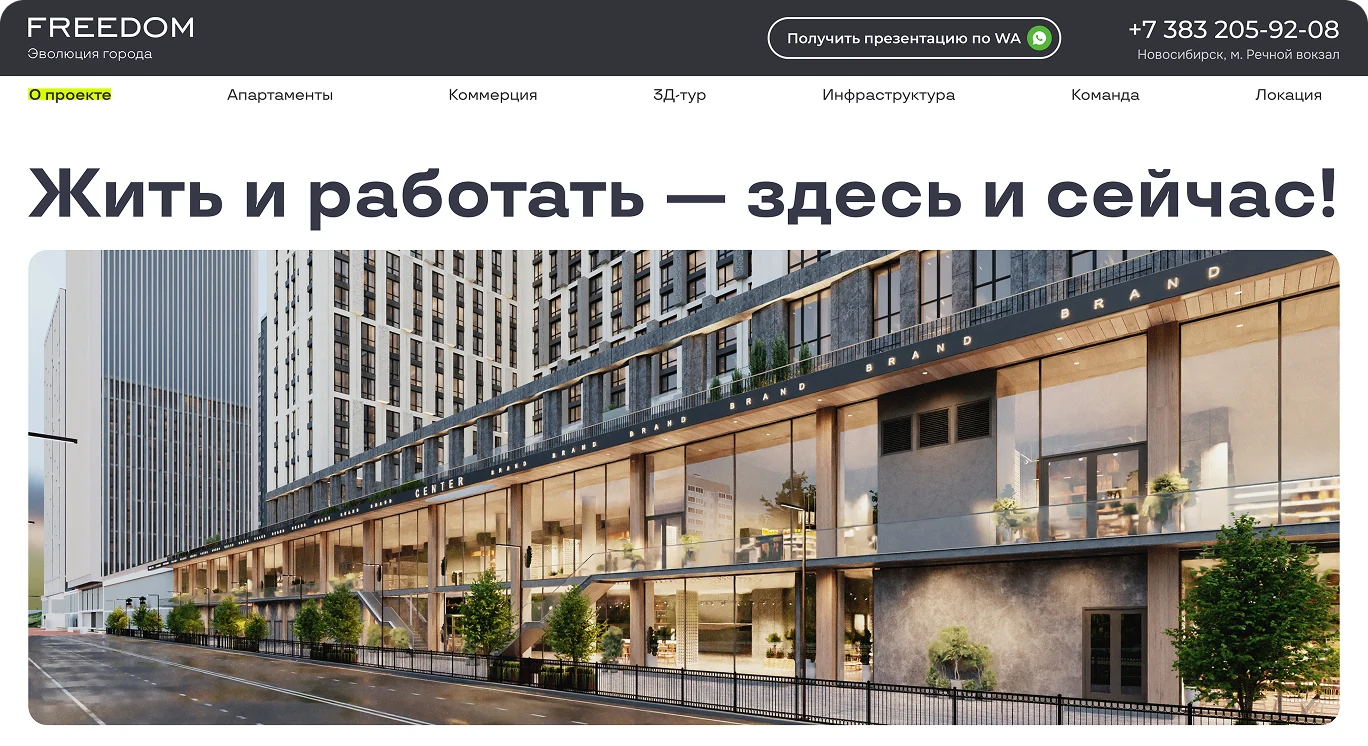 FREEDOM
Эволюция города
Получить презентацию по WA
+7 383 205-92-08
Новосибирск, м. Речной вокзал
О проекте
Апартаменты
Коммерция
3Д-тур
Инфраструктура
Команда
Локация
Жить и работать — здесь и сейчас!
CENTER BRAND BRAND BRAND BRAND BRAND BRAND